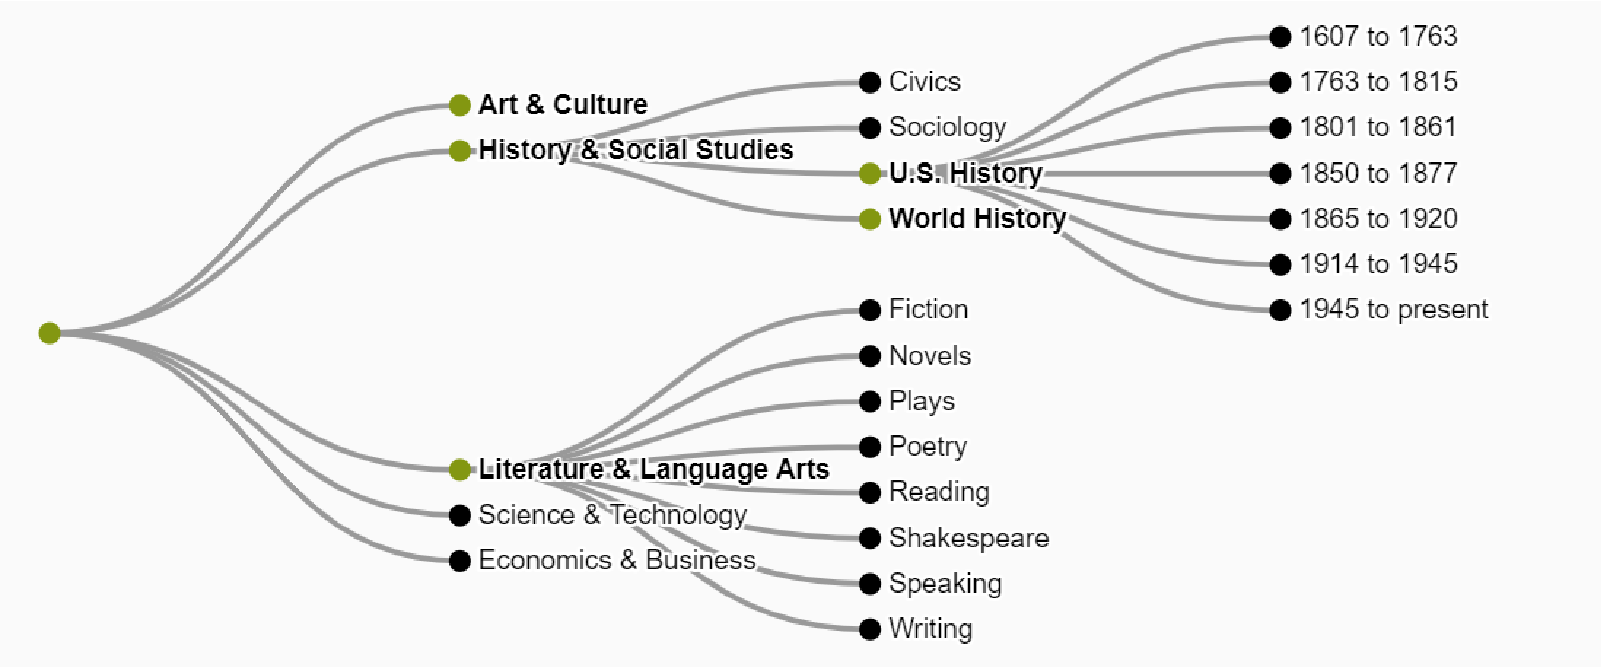 Art & Culture
History & Social Studies
Literature & Language Arts
Science & Technology
Economics & Business
Civics
Sociology
U.S. History
World History
Fiction
Novels
Plays
Poetry
Reading
Shakespeare
Speaking
Writing
1607 to 1763
1763 to 1815
1801 to 1861
1850 to 1877
1865 to 1920
1914 to 1945
1945 to present